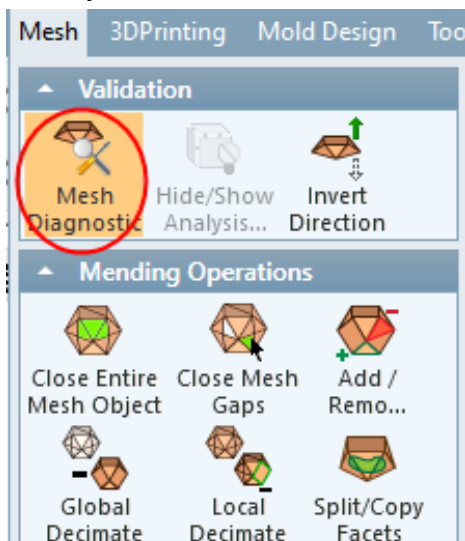 Mesh 3DPrinting Mold Design Too
Validation
Mesh Hide/Show Invert
Diagnostic Analysis... Direction
Mending Operations
Close Entire Close Mesh Add /
Mesh Object Gaps Remo...
Global Local Split/Copy
Decimate Decimate Facets